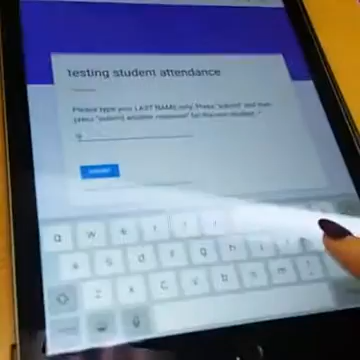 testing student attendance
Please type your LAST NAME only. Press "submit" and then
press "submit another response" for the next student. *
SUBMIT
q w e r t
a s d f g h j
z x c v b n m